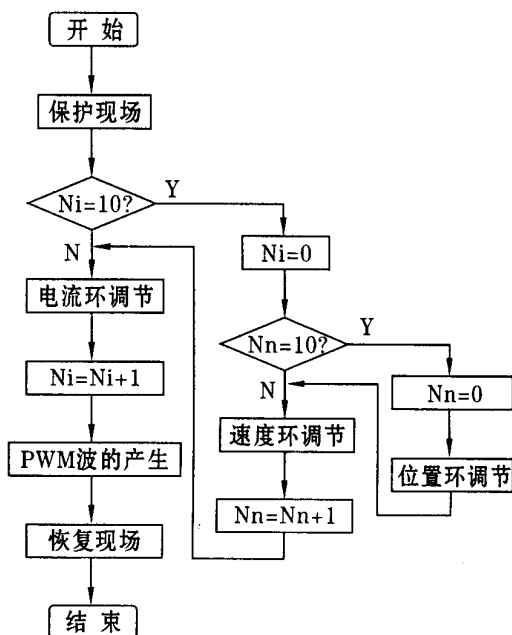 开 始
保护现场
Ni=10?
Y
N
Ni=0
电流环调节
Nn=10?
Y
N
Ni=Ni+1
Nn=0
速度环调节
PWM波的产生
位置环调节
Nn=Nn+1
恢复现场
结 束